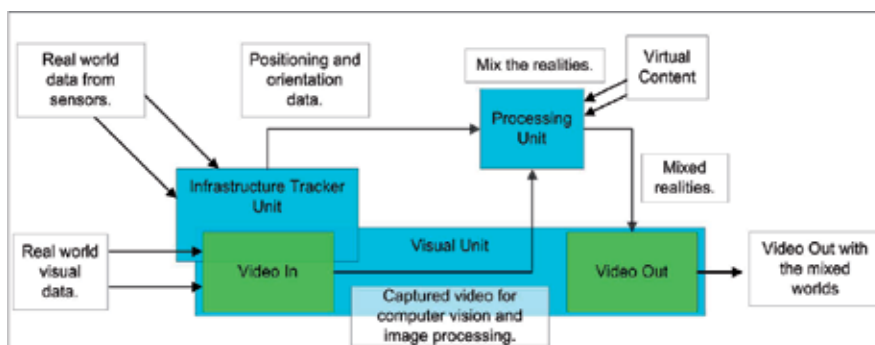 Real world
data from
sensors.
Positioning and
orientation
data.
Mix the realities.
Virtual
Content
Processing
Unit
Mixed
realities.
Infrastructure Tracker
Unit
Real world
visual
data.
Visual Unit
Video In
Video Out
Video Out with
the mixed
worlds
Captured video for
computer vision and
image processing.